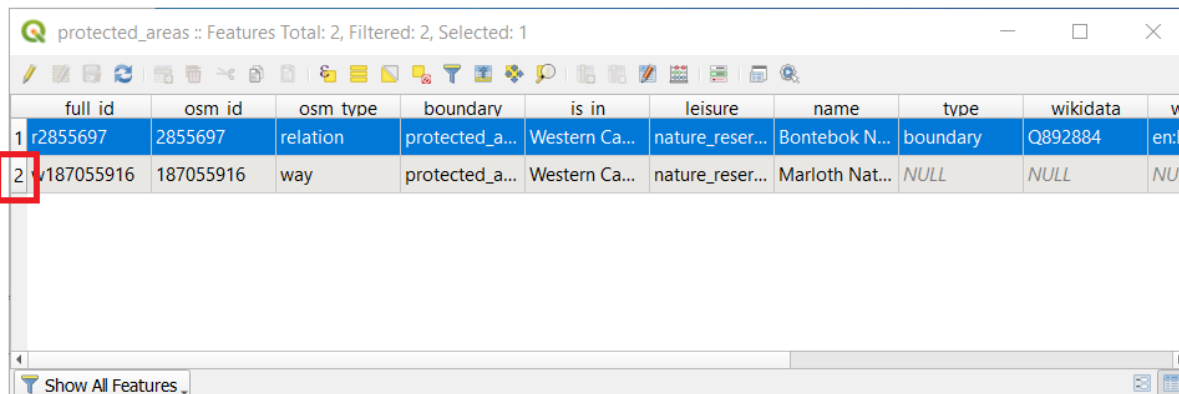 protected_areas :: Features Total: 2, Filtered: 2, Selected: 1
full_id osm_id osm_type boundary is_in leisure name type wikidata
1 r2855697 2855697 relation protected_a... Western Ca... nature_reser... Bontebok N... boundary Q892884 en:
2 w187055916 187055916 way protected_a... Western Ca... nature_reser... Marloth Nat... NULL NULL NU
Show All Features